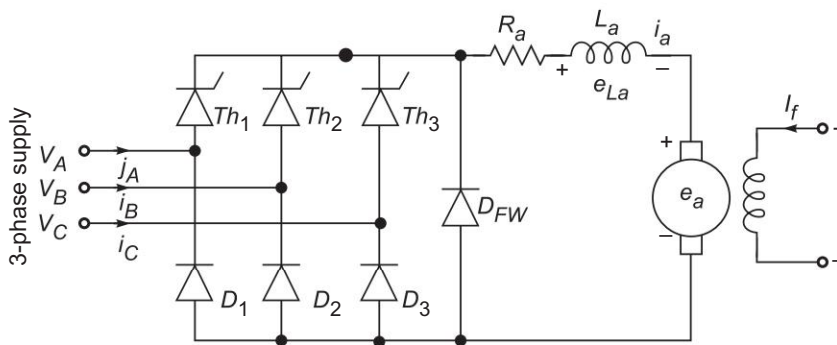 R_a
L_a
i_a
+ −
e_La
Th_1
Th_2
Th_3
I_f
3-phase supply
V_A
j_A
V_B
i_B
V_C
i_C
D_FW
+
e_a
−
D_1
D_2
D_3